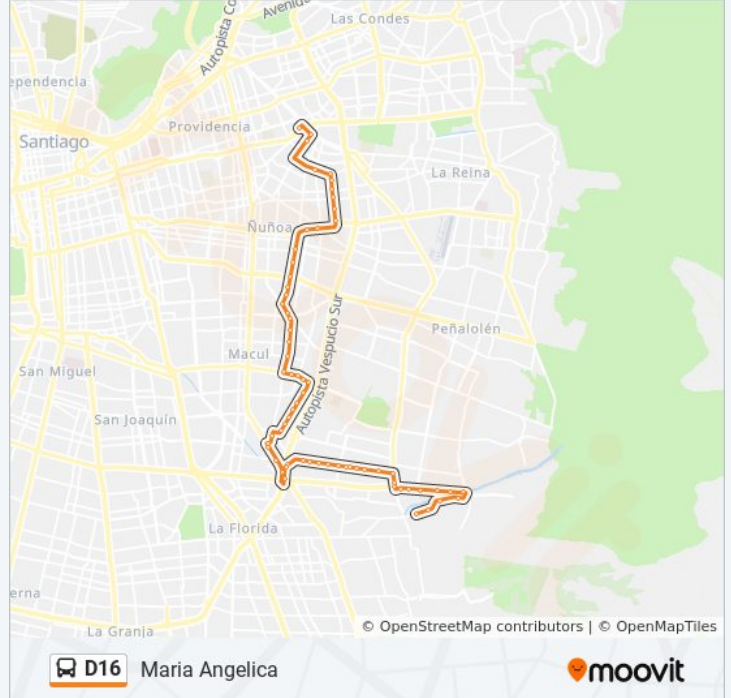 Las Condes
Autopista Co
Avenida
ependencia
Providencia
Santiago
La Reina
Ñuñoa
Autopista Vespucio Sur
Peñalolén
Macul
San Miguel
San Joaquín
La Florida
erna
La Granja
© OpenStreetMap contributors | © OpenMapTiles
D16 Maria Angelica
moovit